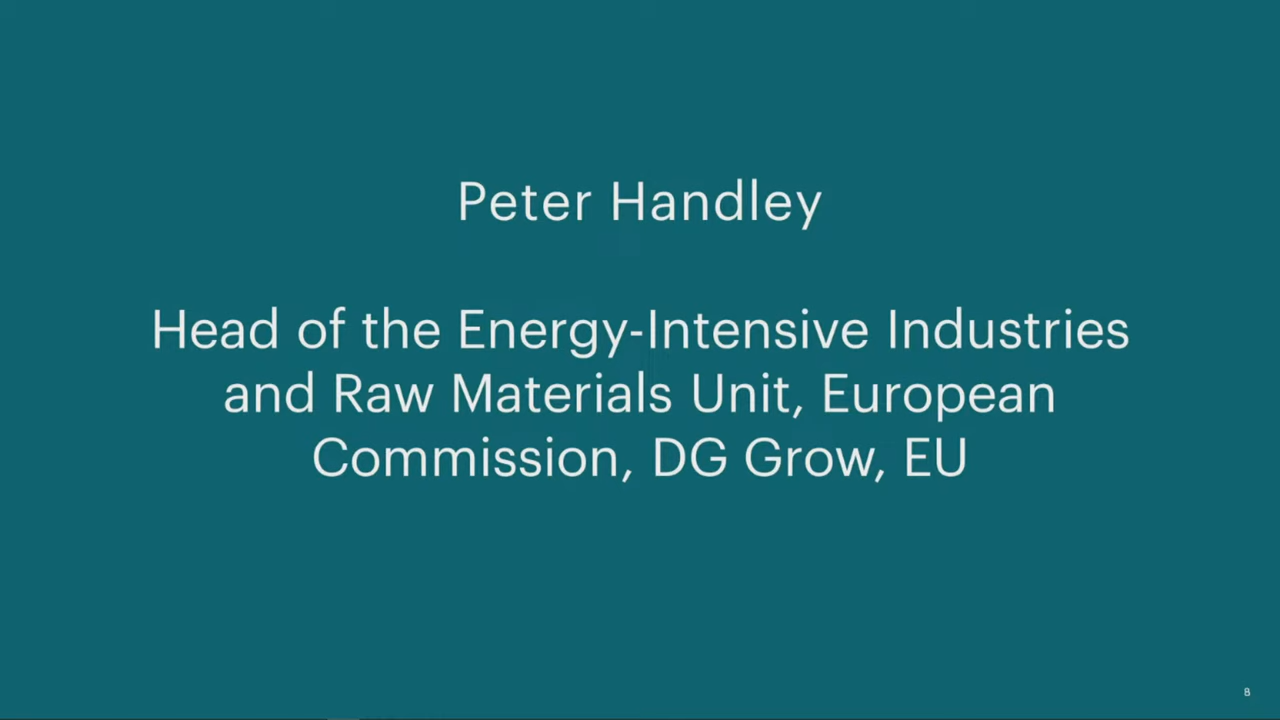 Peter Handley
Head of the Energy-Intensive Industries
and Raw Materials Unit, European
Commission, DG Grow, EU
8